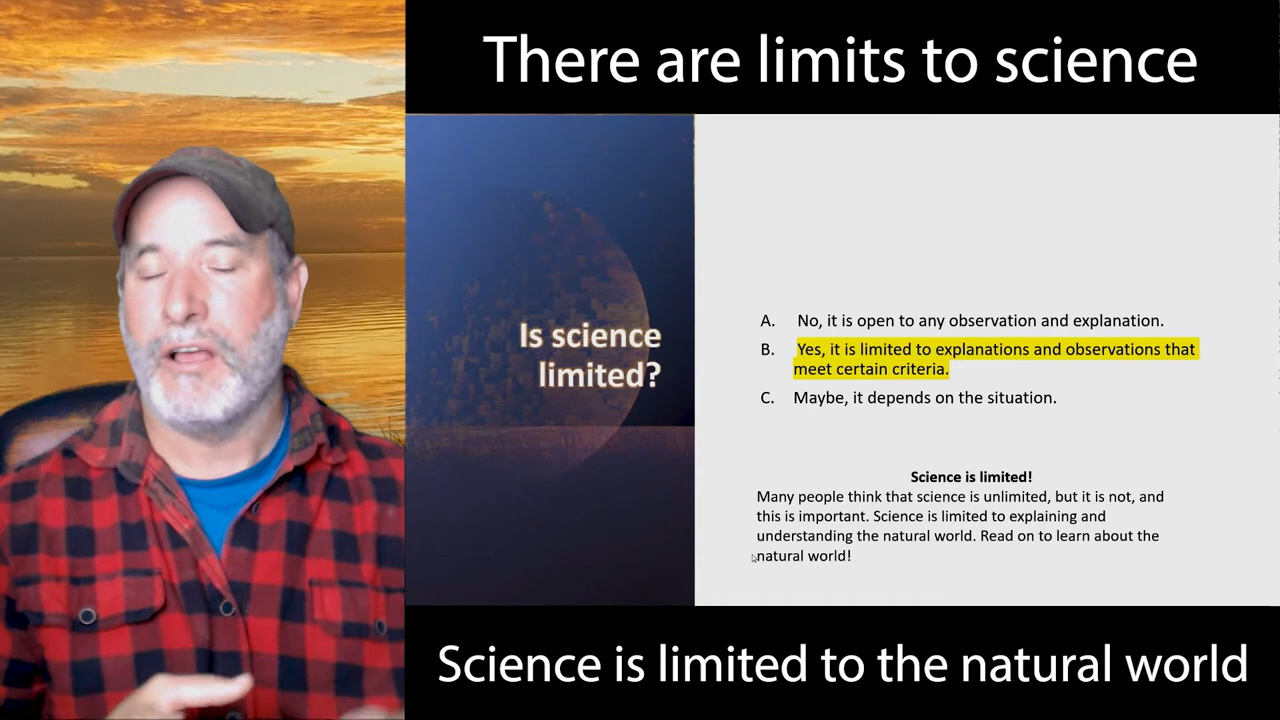 There are limits to science
Is science
limited?
A. No, it is open to any observation and explanation.
B. Yes, it is limited to explanations and observations that
meet certain criteria.
C. Maybe, it depends on the situation.
Science is limited!
Many people think that science is unlimited, but it is not, and
this is important. Science is limited to explaining and
understanding the natural world. Read on to learn about the
natural world!
Science is limited to the natural world